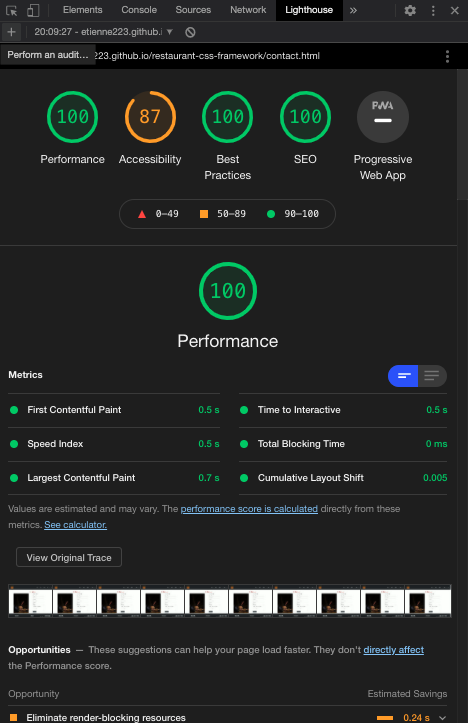 Elements Console Sources Network Lighthouse »
+ 20:09:27 - etienne223.github.i ▼
Perform an audit... 223.github.io/restaurant-css-framework/contact.html
100 87 100 100 PWA
Performance Accessibility Best Practices SEO Progressive Web App
0–49 50–89 90–100
100
Performance
Metrics
First Contentful Paint 0.5 s Time to Interactive 0.5 s
Speed Index 0.5 s Total Blocking Time 0 ms
Largest Contentful Paint 0.7 s Cumulative Layout Shift 0.005
Values are estimated and may vary. The performance score is calculated directly from these
metrics. See calculator.
View Original Trace
Opportunities — These suggestions can help your page load faster. They don't directly affect
the Performance score.
Opportunity Estimated Savings
Eliminate render-blocking resources 0.24 s